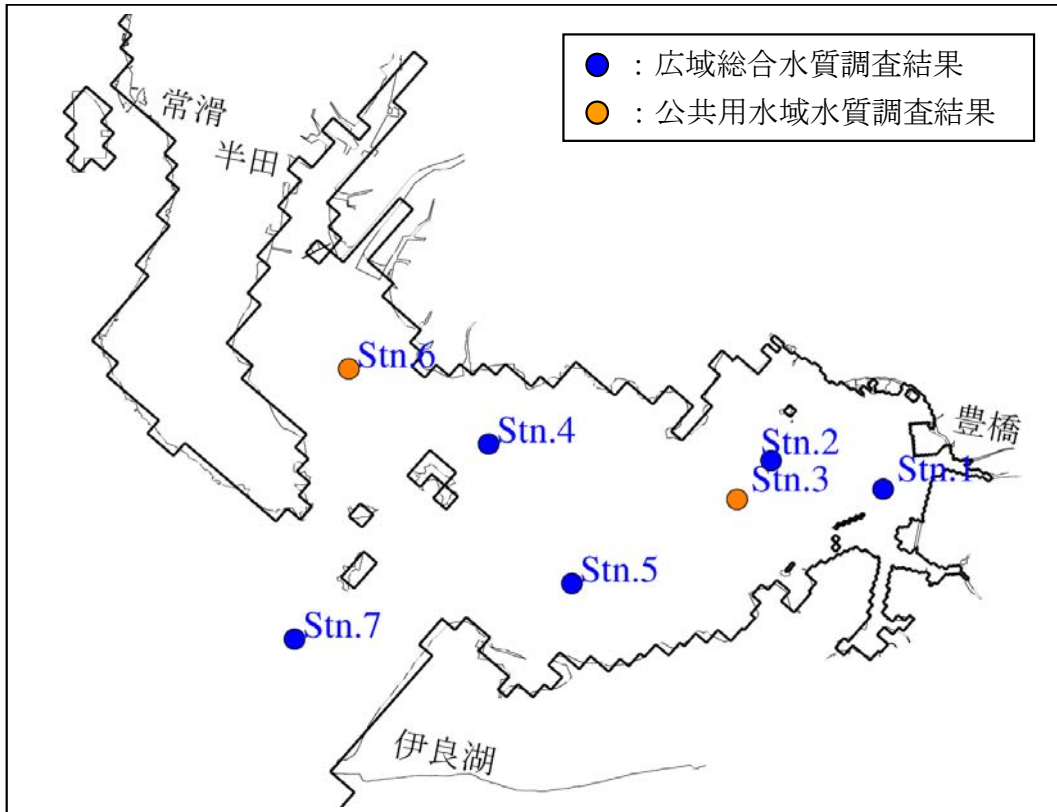 ：広域総合水質調査結果
：公共用水域水質調査結果
常滑
半田
Stn.6
Stn.4
Stn.2
豊橋
Stn.1
Stn.3
Stn.5
Stn.7
伊良湖